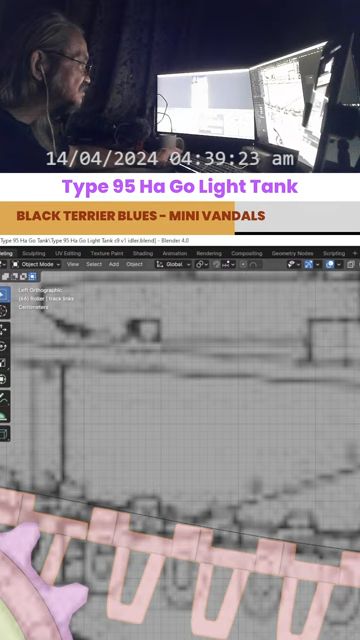 14/04/2024 04:39:23 am
Type 95 Ha Go Light Tank
BLACK TERRIER BLUES - MINI VANDALS
Type 95 Ha Go Tank\Type 95 Ha Go Light Tank c9 v1 idler.blend] - Blender 4.0
Sculpting UV Editing Texture Paint Shading Animation Rendering Compositing Geometry Nodes Scripting
Object Mode View Select Add Object Global
Left Orthographic
(66) Roller | track links
Centimeters